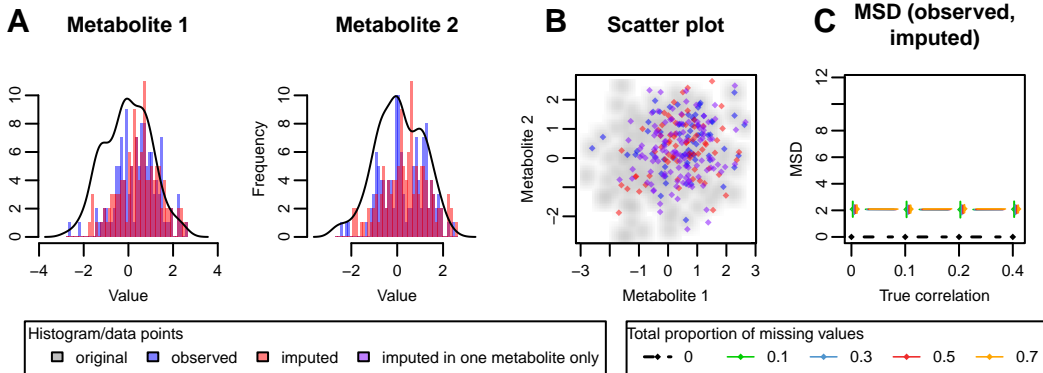 A
Metabolite 1
Metabolite 2
B
Scatter plot
C
MSD (observed,
imputed)
0 2 4 6 8 10
−4 −2 0 2 4
Value
Frequency
0 2 4 6 8 10
−2 0 2 4
Value
Metabolite 2
−2 0 1 2
−3 −2 −1 0 1 2 3
Metabolite 1
MSD
0 2 4 6 8 12
0 0.1 0.2 0.4
True correlation
Histogram/data points
original observed imputed imputed in one metabolite only
Total proportion of missing values
0 0.1 0.3 0.5 0.7